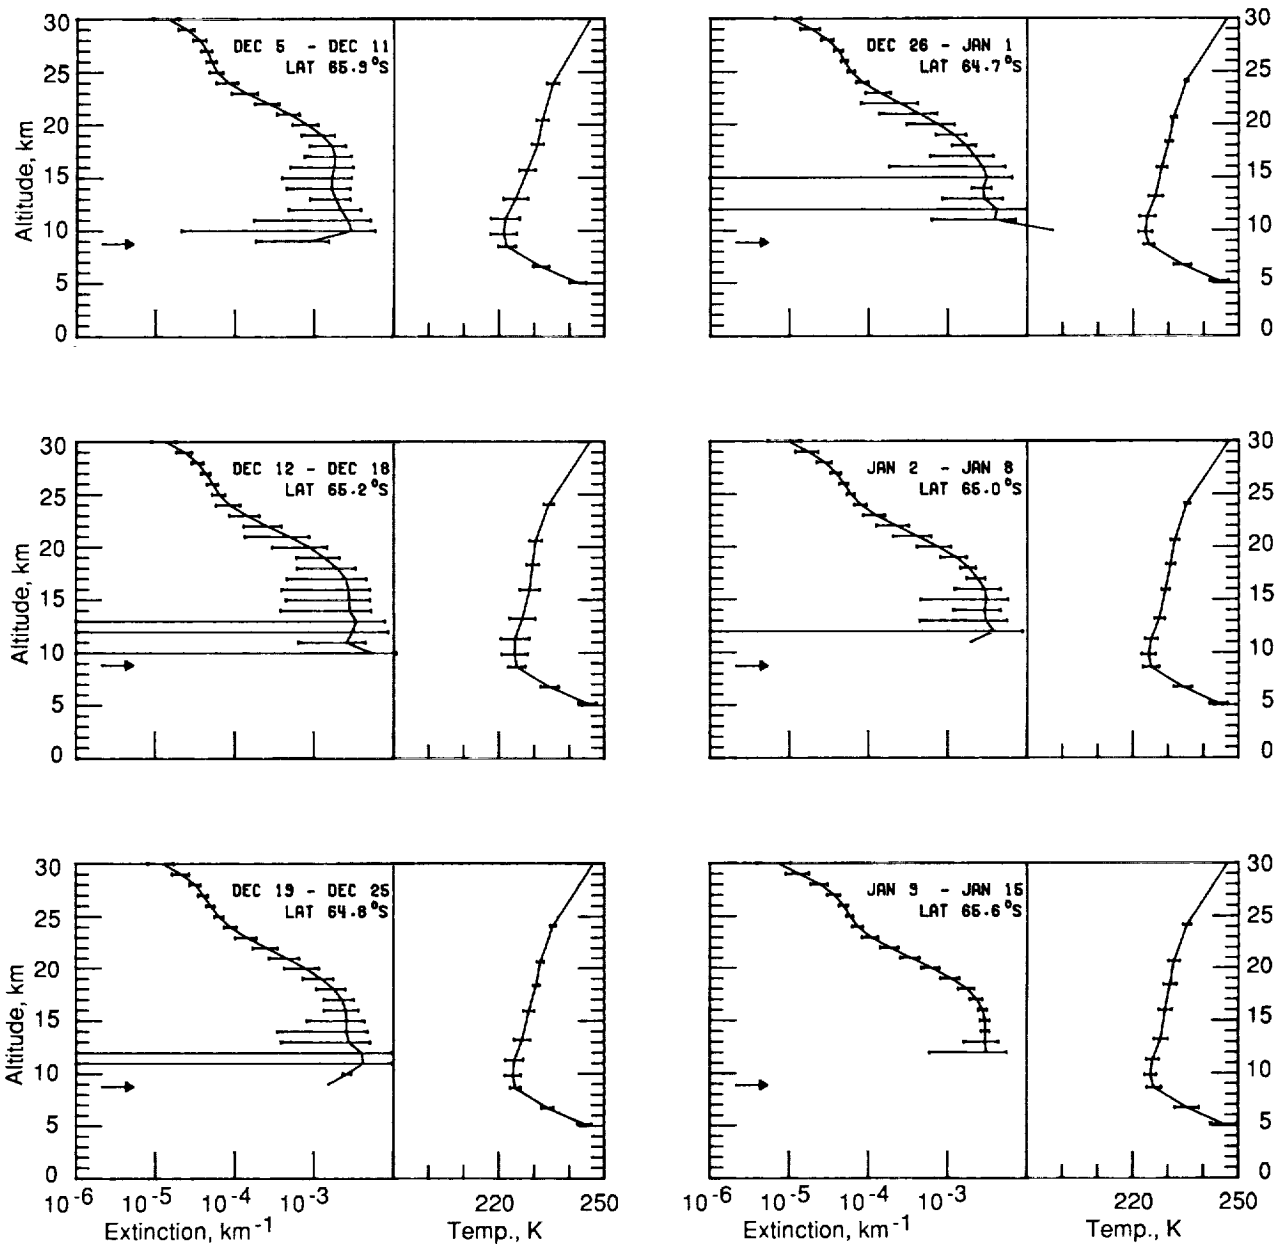 30
25
20
15
10
5
0
Altitude, km
DEC 5 - DEC 11
LAT 65.9°S
DEC 26 - JAN 1
LAT 64.7°S
30
25
20
15
10
5
0
30
25
20
15
10
5
0
Altitude, km
DEC 12 - DEC 18
LAT 65.2°S
JAN 2 - JAN 8
LAT 65.0°S
30
25
20
15
10
5
0
30
25
20
15
10
5
0
Altitude, km
DEC 19 - DEC 25
LAT 64.8°S
JAN 9 - JAN 15
LAT 65.6°S
30
25
20
15
10
5
0
10-6 10-5 10-4 10-3 220 250
Extinction, km-1 Temp., K
10-6 10-5 10-4 10-3 220 250
Extinction, km-1 Temp., K